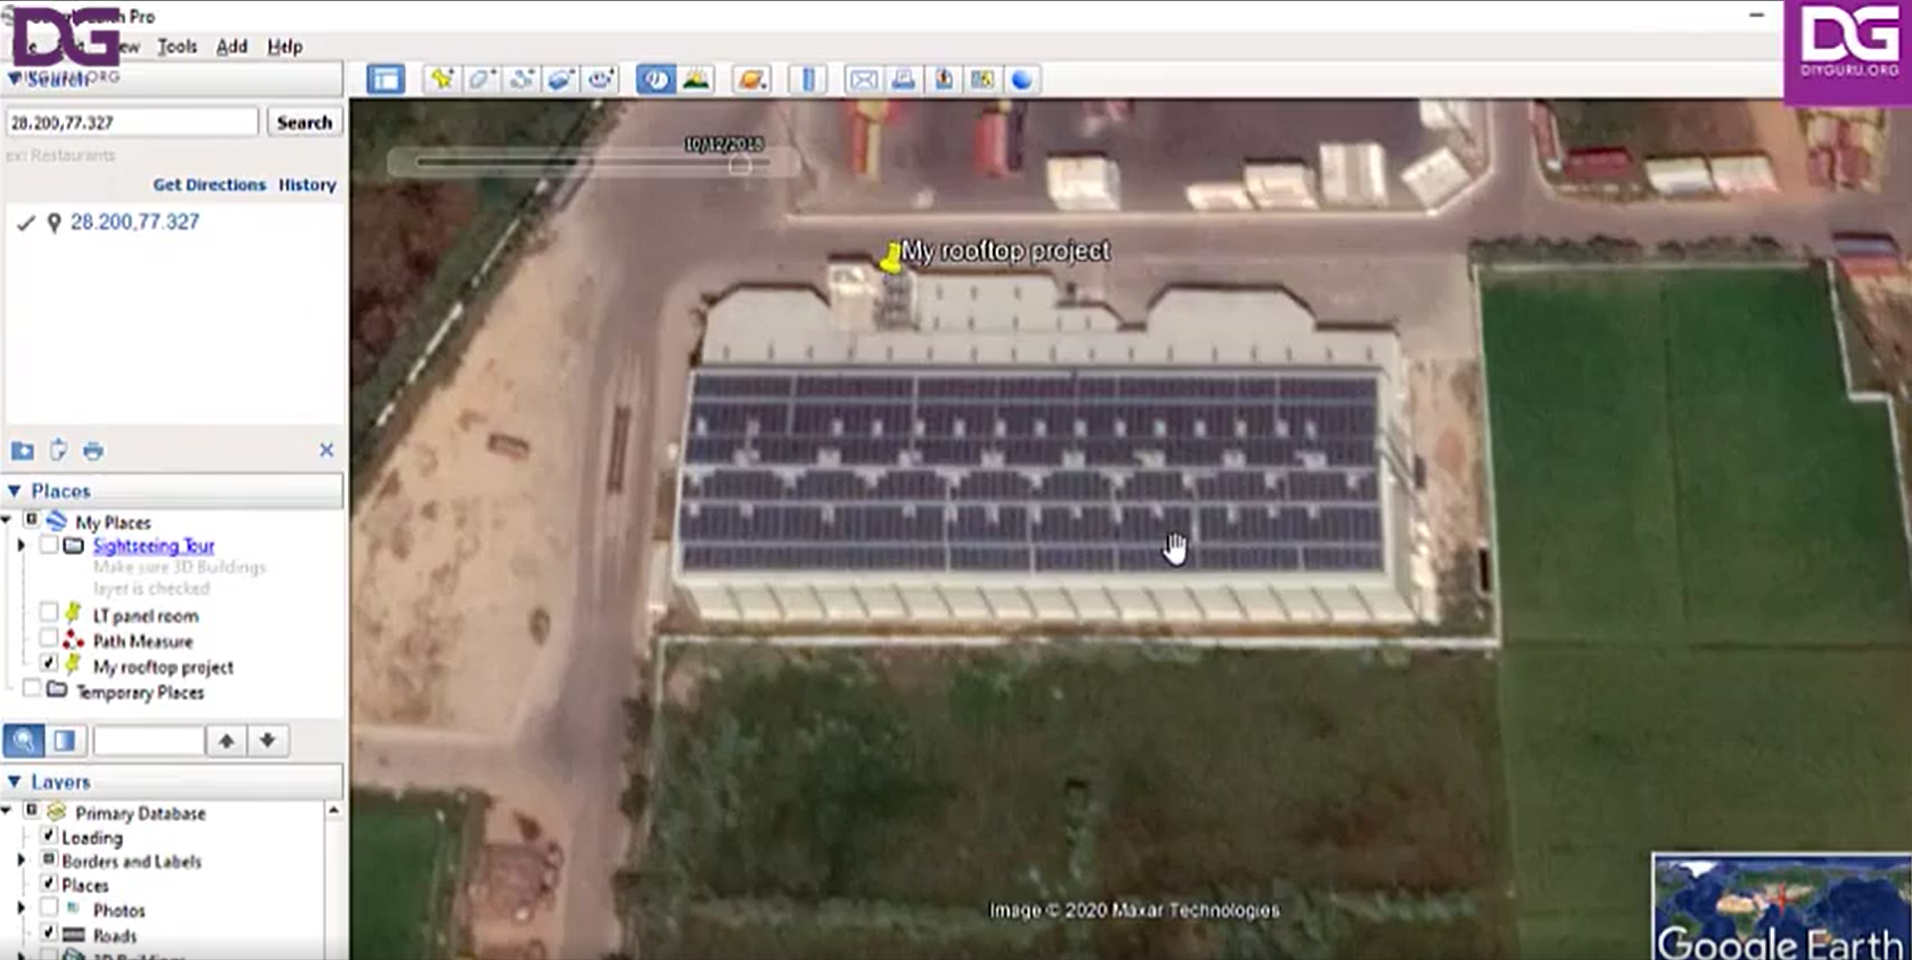 Pro
DG
DIYGURU.ORG
Tools Add Help
DG
DIYGURU.ORG
Search
28.200,77.327
Search
ex: Restaurants
Get Directions History
28.200,77.327
10/12/2018
My rooftop project
Places
My Places
Sightseeing Tour
Make sure 3D Buildings
layer is checked
LT panel room
Path Measure
My rooftop project
Temporary Places
Layers
Primary Database
Loading
Borders and Labels
Places
Photos
Roads
Image © 2020 Maxar Technologies
Google Earth